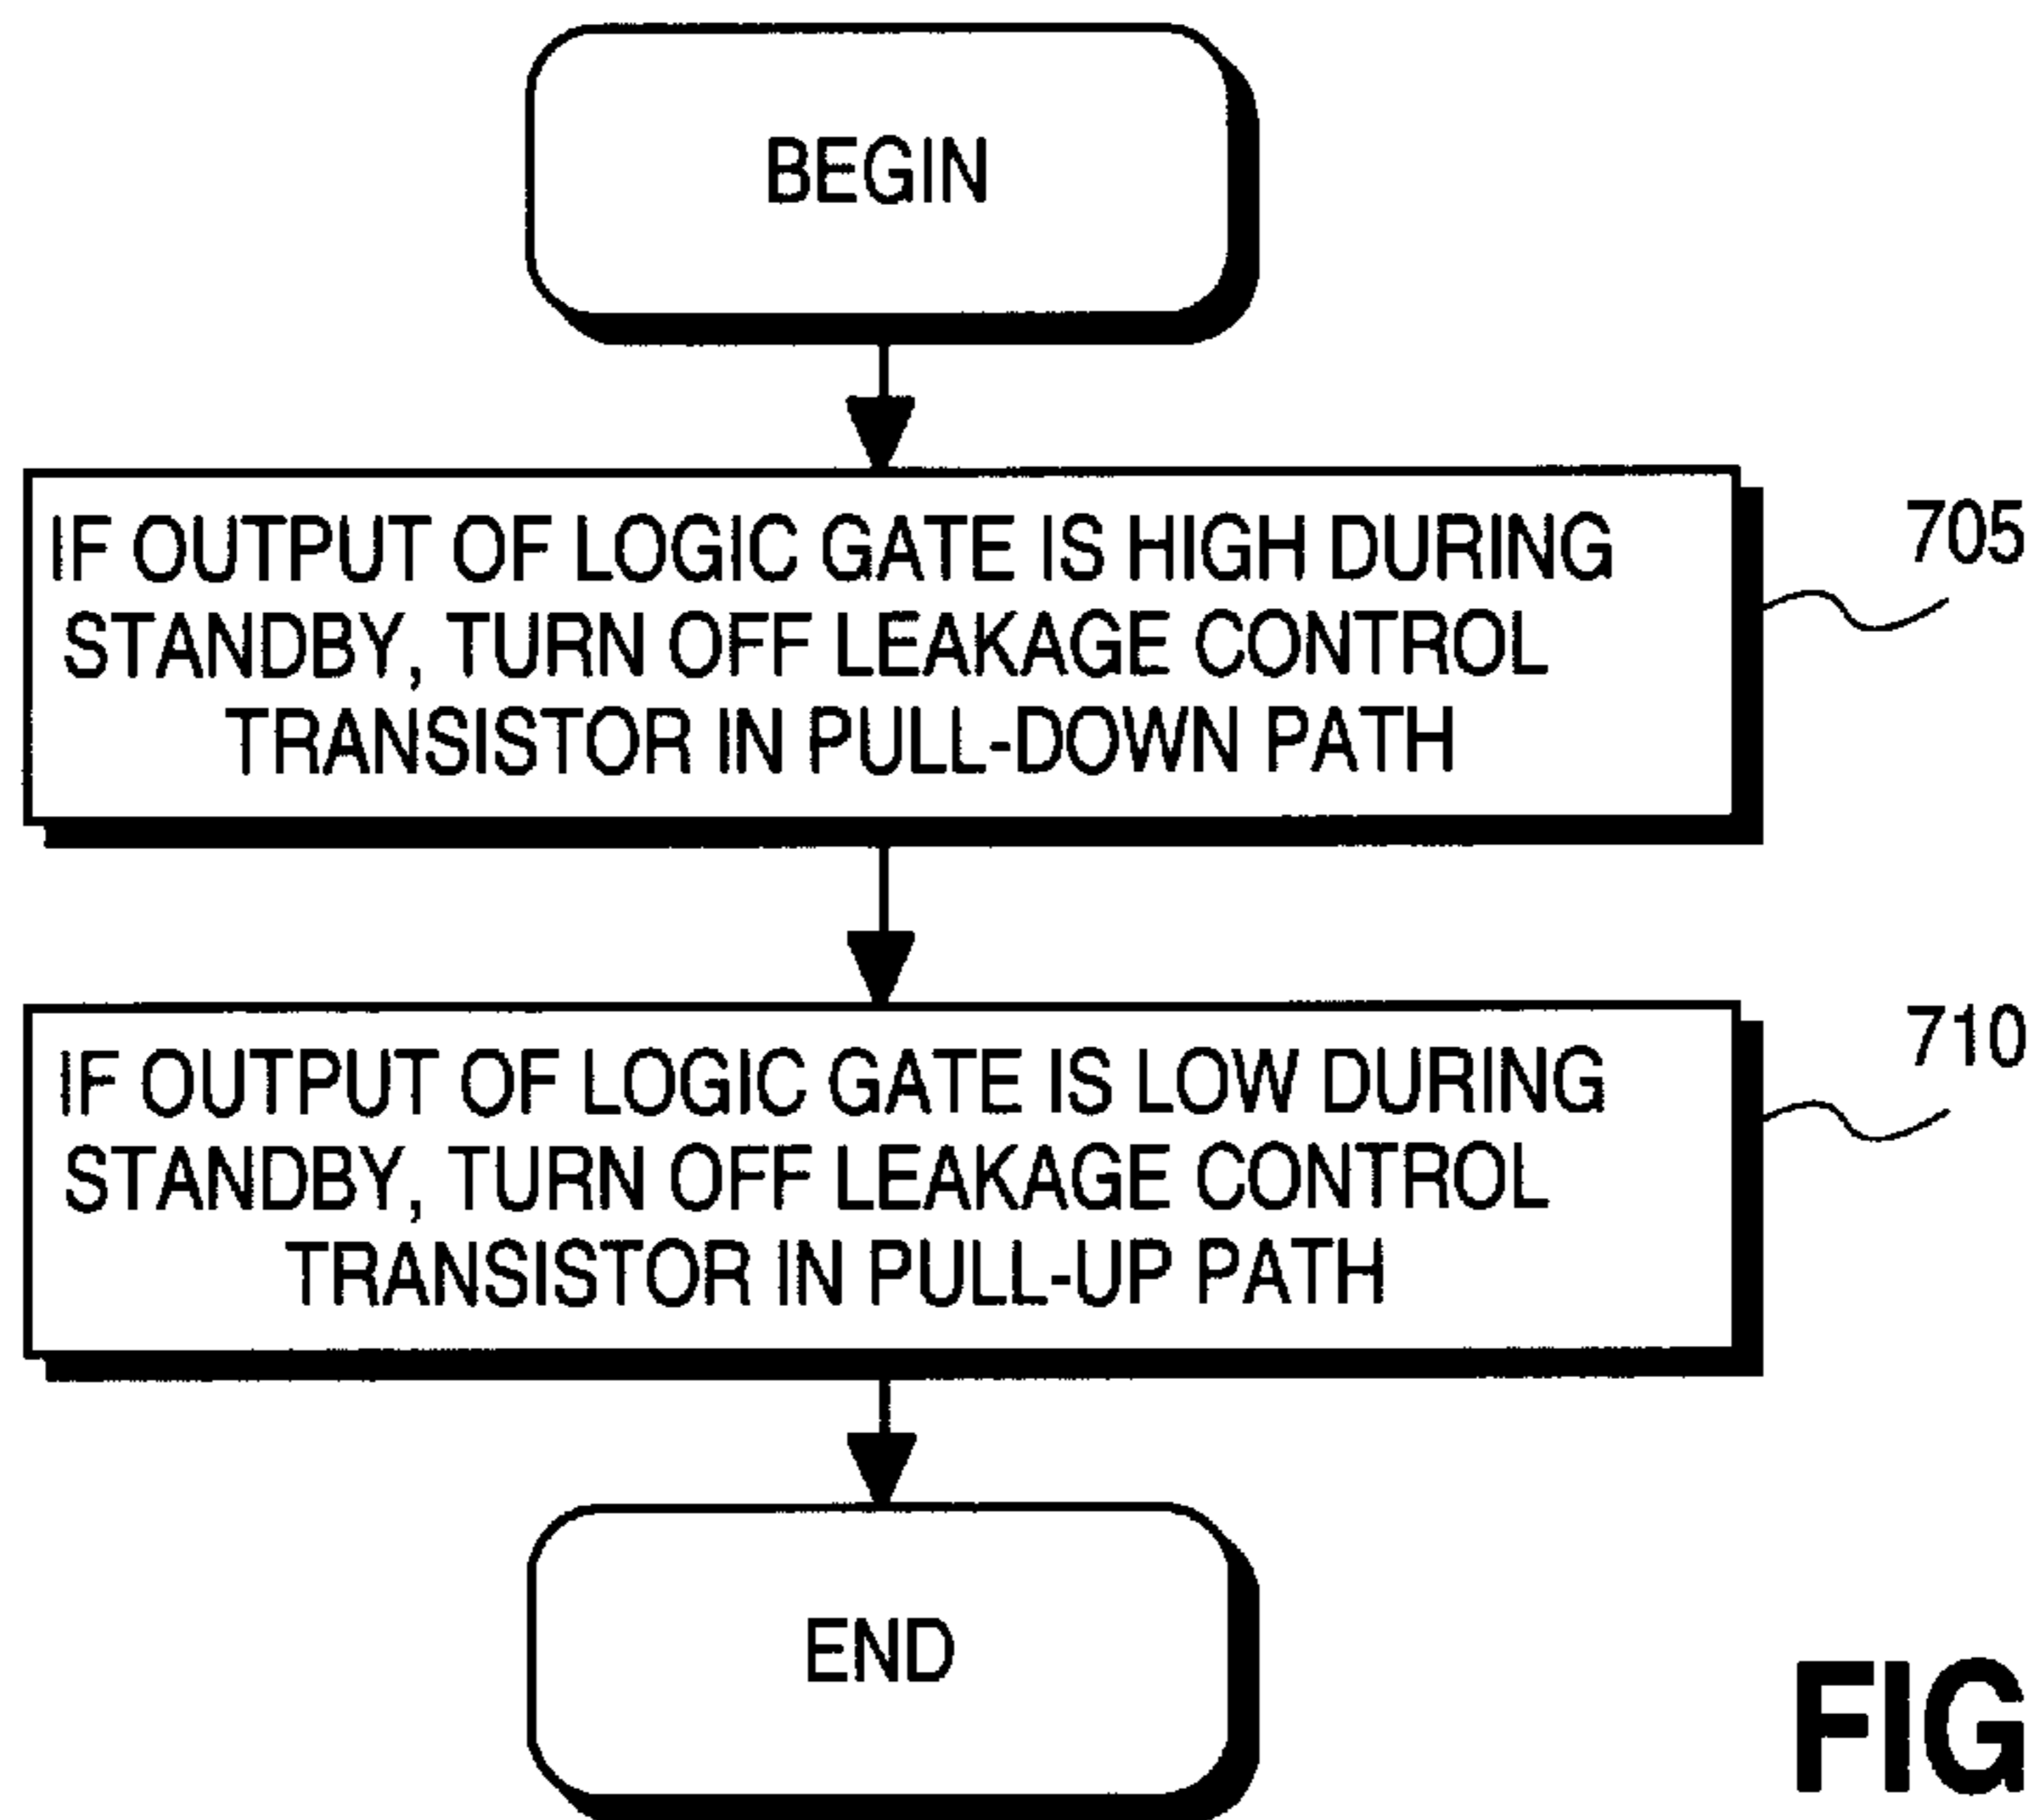 BEGIN
IF OUTPUT OF LOGIC GATE IS HIGH DURING
STANDBY, TURN OFF LEAKAGE CONTROL
TRANSISTOR IN PULL-DOWN PATH
705
IF OUTPUT OF LOGIC GATE IS LOW DURING
STANDBY, TURN OFF LEAKAGE CONTROL
TRANSISTOR IN PULL-UP PATH
710
END
FIG